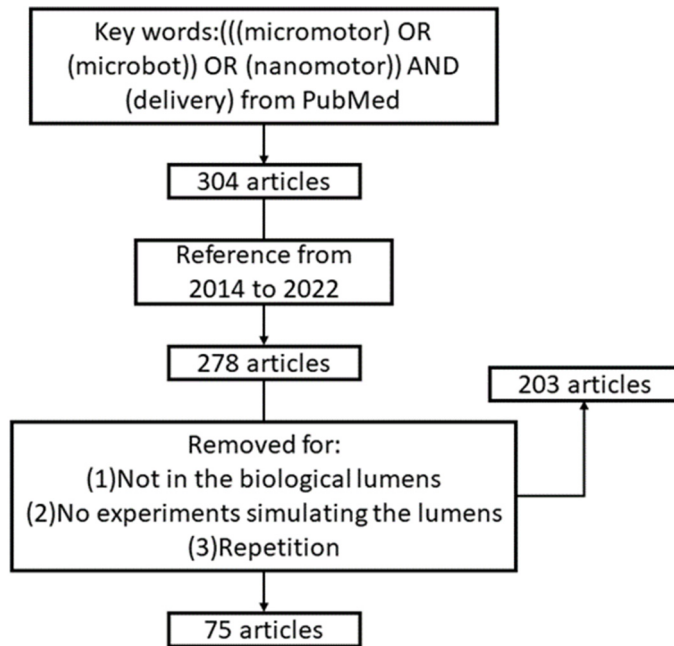 Key words:(((micromotor) OR
(microbot)) OR (nanomotor)) AND
(delivery) from PubMed
304 articles
Reference from
2014 to 2022
278 articles
203 articles
Removed for:
(1)Not in the biological lumens
(2)No experiments simulating the lumens
(3)Repetition
75 articles